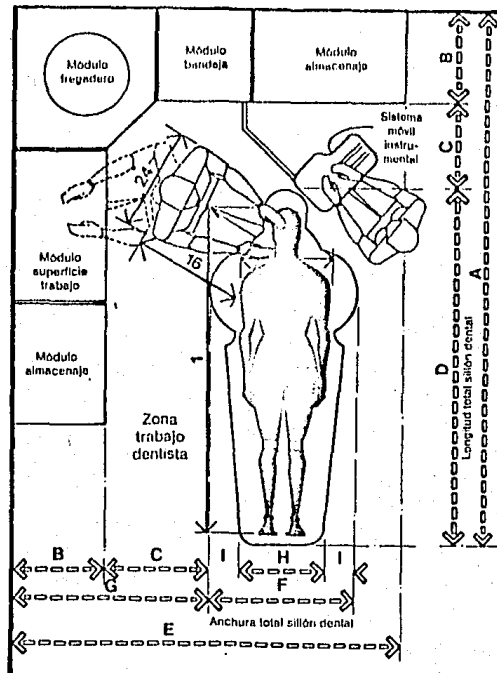 Módulo
fregadero
Módulo
bandeja
Módulo
almacenaje
B
Sistema
móvil
instru-
mental
C
24
A
16
Módulo
superficie
trabajo
1
D
Longitud total sillón dental
Módulo
almacenaje
Zona
trabajo
dentista
B
C
I
H
I
G
F
E
Anchura total sillón dental